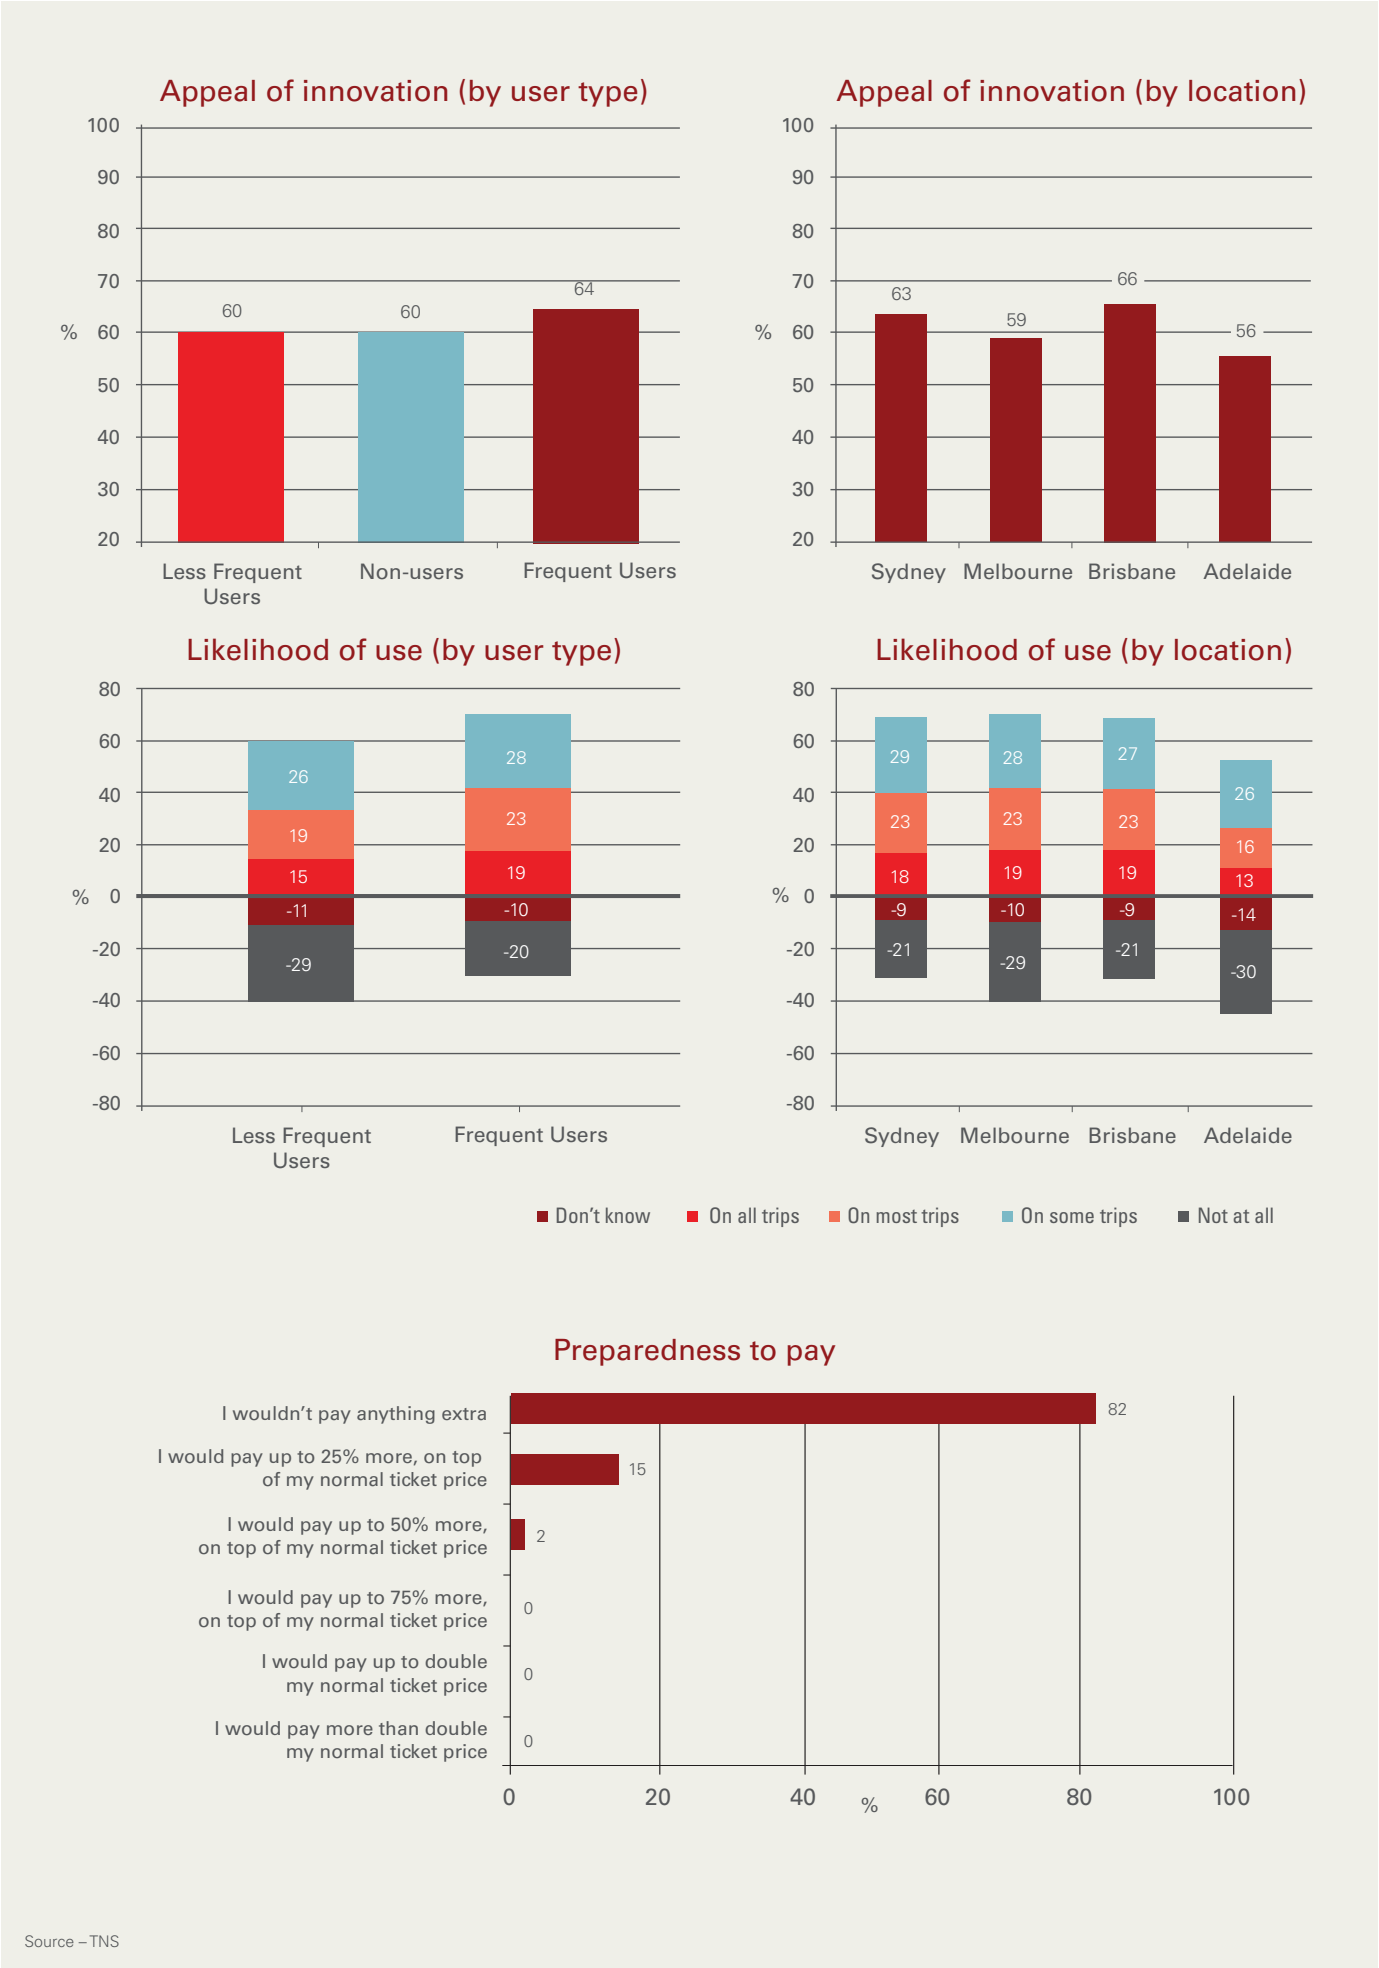 Appeal of innovation (by user type)
100
90
80
70
% 60
50
40
30
20
60
60
64
Less Frequent
Users
Non-users
Frequent Users
Appeal of innovation (by location)
100
90
80
70
% 60
50
40
30
20
63
59
66
56
Sydney Melbourne Brisbane Adelaide
Likelihood of use (by user type)
80
60
40
20
% 0
-20
-40
-60
-80
26
19
15
-11
-29
28
23
19
-10
-20
Less Frequent
Users
Frequent Users
Likelihood of use (by location)
80
60
40
20
% 0
-20
-40
-60
-80
29
23
18
-9
-21
28
23
19
-10
-29
27
23
19
-9
-21
26
16
13
-14
-30
Sydney Melbourne Brisbane Adelaide
Don't know On all trips On most trips On some trips Not at all
Preparedness to pay
I wouldn't pay anything extra
82
I would pay up to 25% more, on top
of my normal ticket price
15
I would pay up to 50% more,
on top of my normal ticket price
2
I would pay up to 75% more,
on top of my normal ticket price
0
I would pay up to double
my normal ticket price
0
I would pay more than double
my normal ticket price
0
0 20 40 % 60 80 100
Source – TNS